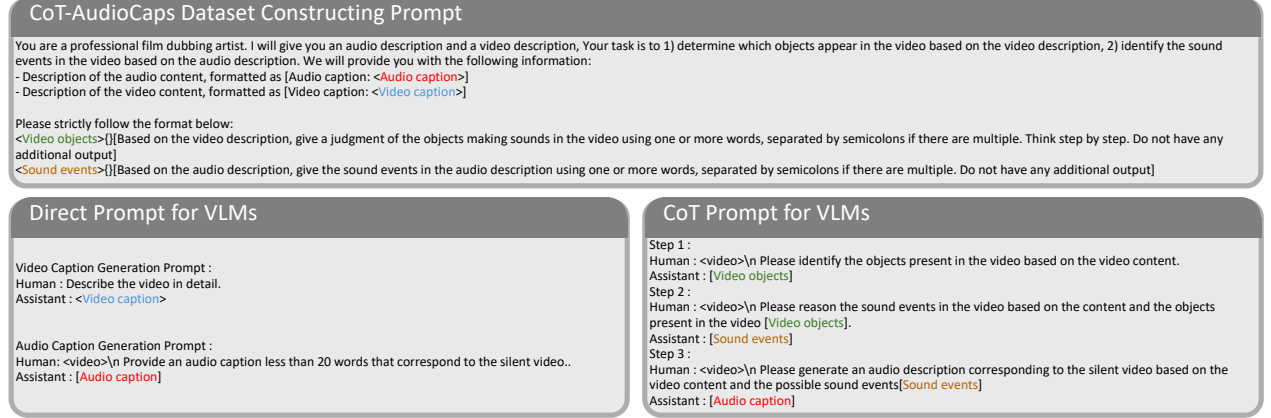 CoT-AudioCaps Dataset Constructing Prompt
You are a professional film dubbing artist. I will give you an audio description and a video description, Your task is to 1) determine which objects appear in the video based on the video description, 2) identify the sound
events in the video based on the audio description. We will provide you with the following information:
- Description of the audio content, formatted as [Audio caption: <Audio caption>]
- Description of the video content, formatted as [Video caption: <Video caption>]
Please strictly follow the format below:
<Video objects>{}[Based on the video description, give a judgment of the objects making sounds in the video using one or more words, separated by semicolons if there are multiple. Think step by step. Do not have any
additional output]
<Sound events>{}[Based on the audio description, give the sound events in the audio description using one or more words, separated by semicolons if there are multiple. Do not have any additional output]
Direct Prompt for VLMs
Video Caption Generation Prompt :
Human : Describe the video in detail.
Assistant : <Video caption>
Audio Caption Generation Prompt :
Human: <video>\n Provide an audio caption less than 20 words that correspond to the silent video..
Assistant : [Audio caption]
CoT Prompt for VLMs
Step 1 :
Human : <video>\n Please identify the objects present in the video based on the video content.
Assistant : [Video objects]
Step 2 :
Human : <video>\n Please reason the sound events in the video based on the content and the objects
present in the video [Video objects].
Assistant : [Sound events]
Step 3 :
Human : <video>\n Please generate an audio description corresponding to the silent video based on the
video content and the possible sound events[Sound events]
Assistant : [Audio caption]